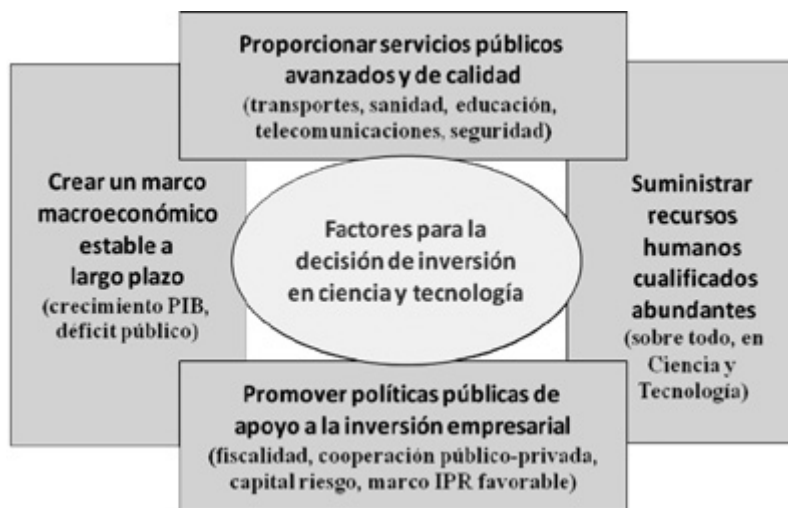 Proporcionar servicios públicos
avanzados y de calidad
(transportes, sanidad, educación,
telecomunicaciones, seguridad)
Crear un marco
macroeconómico
estable a
largo plazo
(crecimiento PIB,
déficit público)
Factores para la
decisión de inversión
en ciencia y tecnología
Suministrar
recursos
humanos
cualificados
abundantes
(sobre todo, en
Ciencia y
Tecnología)
Promover políticas públicas de
apoyo a la inversión empresarial
(fiscalidad, cooperación público-privada,
capital riesgo, marco IPR favorable)